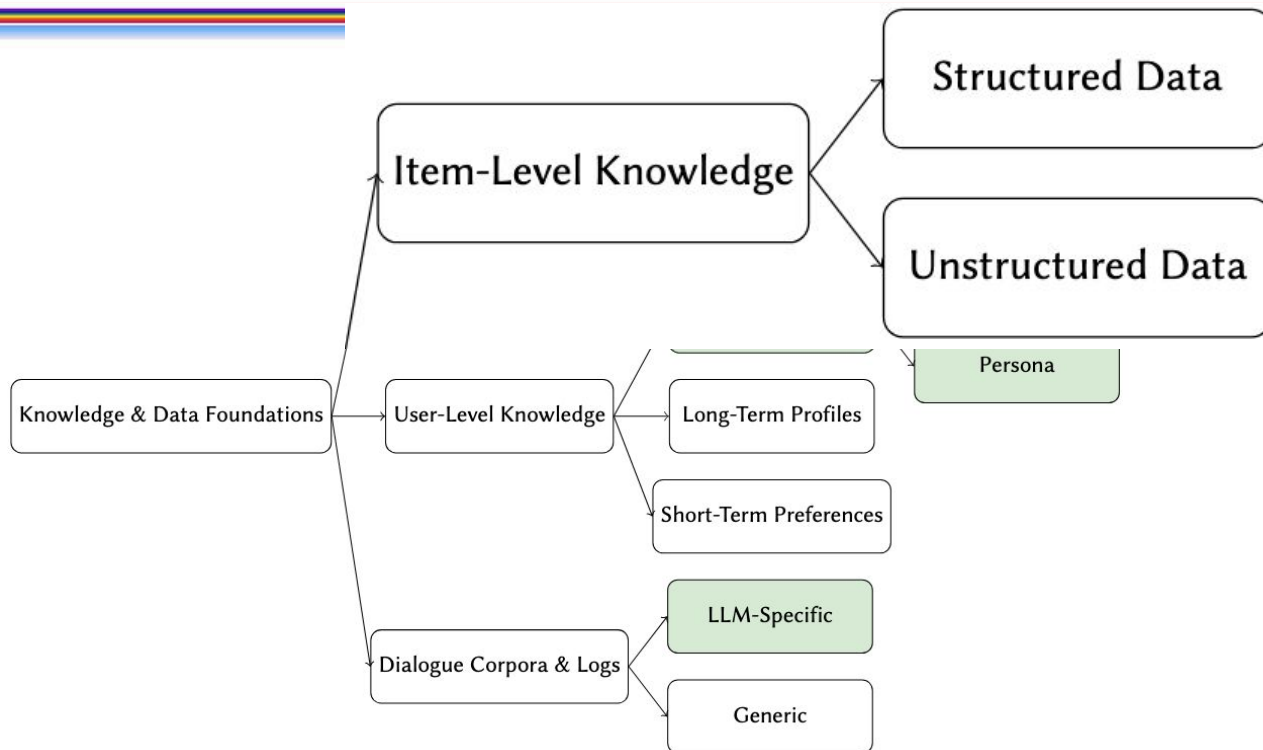 Structured Data
Item-Level Knowledge
Unstructured Data
Persona
Knowledge & Data Foundations
User-Level Knowledge
Long-Term Profiles
Short-Term Preferences
LLM-Specific
Dialogue Corpora & Logs
Generic